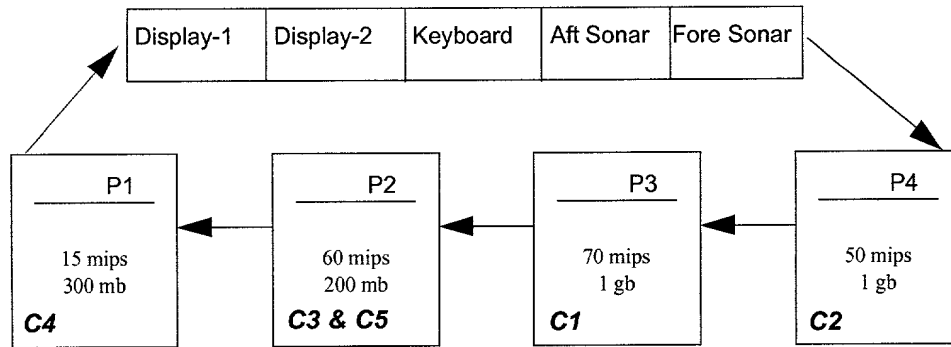 Display-1 Display-2 Keyboard Aft Sonar Fore Sonar
P1 P2 P3 P4
15 mips 60 mips 70 mips 50 mips
300 mb 200 mb 1 gb 1 gb
C4 C3 & C5 C1 C2